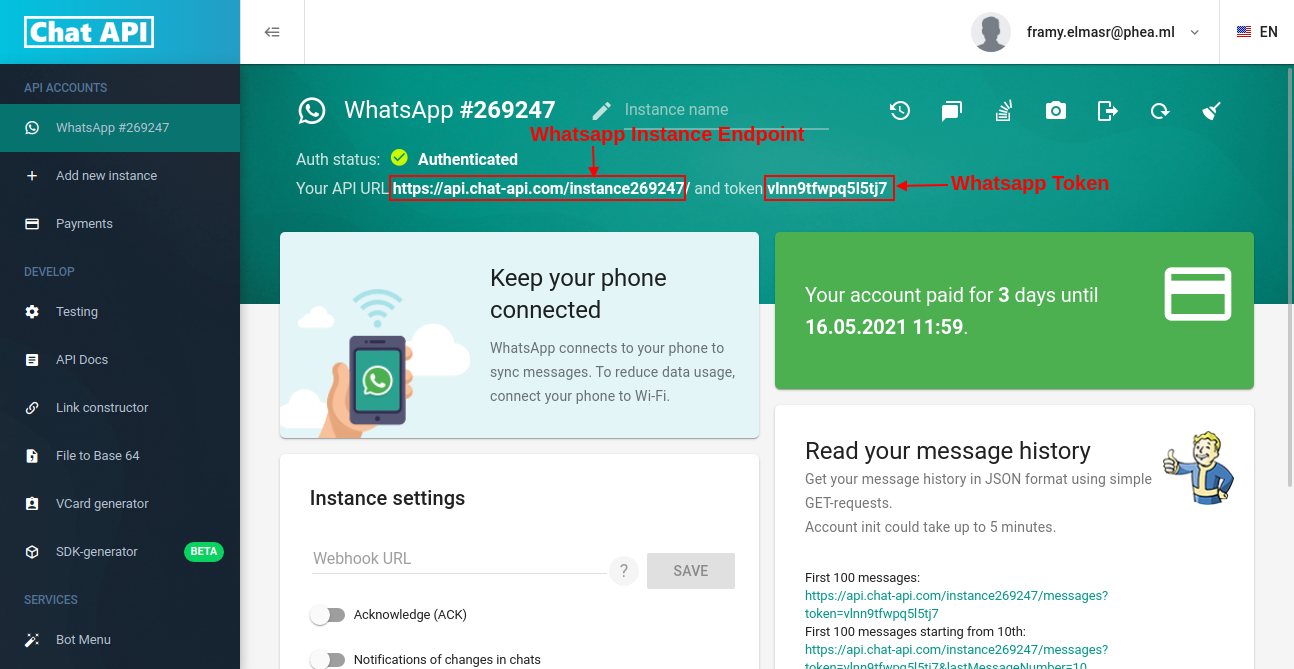 Chat API
framy.elmasr@phea.ml
EN
API ACCOUNTS
WhatsApp #269247
Add new instance
Payments
DEVELOP
Testing
API Docs
Link constructor
File to Base 64
VCard generator
SDK-generator BETA
SERVICES
Bot Menu
WhatsApp #269247
Instance name
Whatsapp Instance Endpoint
Auth status: Authenticated
Your API URL https://api.chat-api.com/instance269247/ and token vlnn9tfwpq5l5tj7
Whatsapp Token
Keep your phone
connected
WhatsApp connects to your phone to
sync messages. To reduce data usage,
connect your phone to Wi-Fi.
Your account paid for 3 days until
16.05.2021 11:59.
Instance settings
Webhook URL
?
SAVE
Acknowledge (ACK)
Notifications of changes in chats
Read your message history
Get your message history in JSON format using simple
GET-requests.
Account init could take up to 5 minutes.
First 100 messages:
https://api.chat-api.com/instance269247/messages?
token=vlnn9tfwpq5l5tj7
First 100 messages starting from 10th:
https://api.chat-api.com/instance269247/messages?
token=vlnn9tfwpq5l5tj7&lastMessageNumber=10